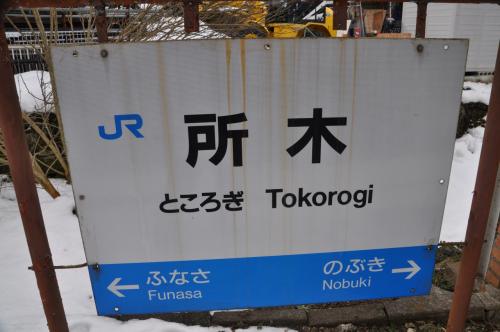 JR
所木
ところぎ Tokorogi
← ふなさ のぶき →
Funasa Nobuki